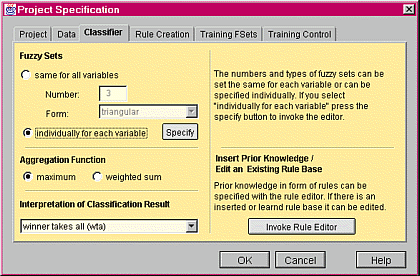 Project Specification
Project
Data
Classifier
Rule Creation
Training FSets
Training Control
Fuzzy Sets
same for all variables
Number: 3
Form: triangular
individually for each variable
Specify
The numbers and types of fuzzy sets can be
set the same for each variable or can be
specified individually. If you select
"individually for each variable" press the
specify button to invoke the editor.
Aggregation Function
maximum
weighted sum
Interpretation of Classification Result
winner takes all (wta)
Insert Prior Knowledge /
Edit an Existing Rule Base
Prior knowledge in form of rules can be
specified with the rule editor. If there is an
inserted or learnd rule base it can be edited.
Invoke Rule Editor
OK
Cancel
Help